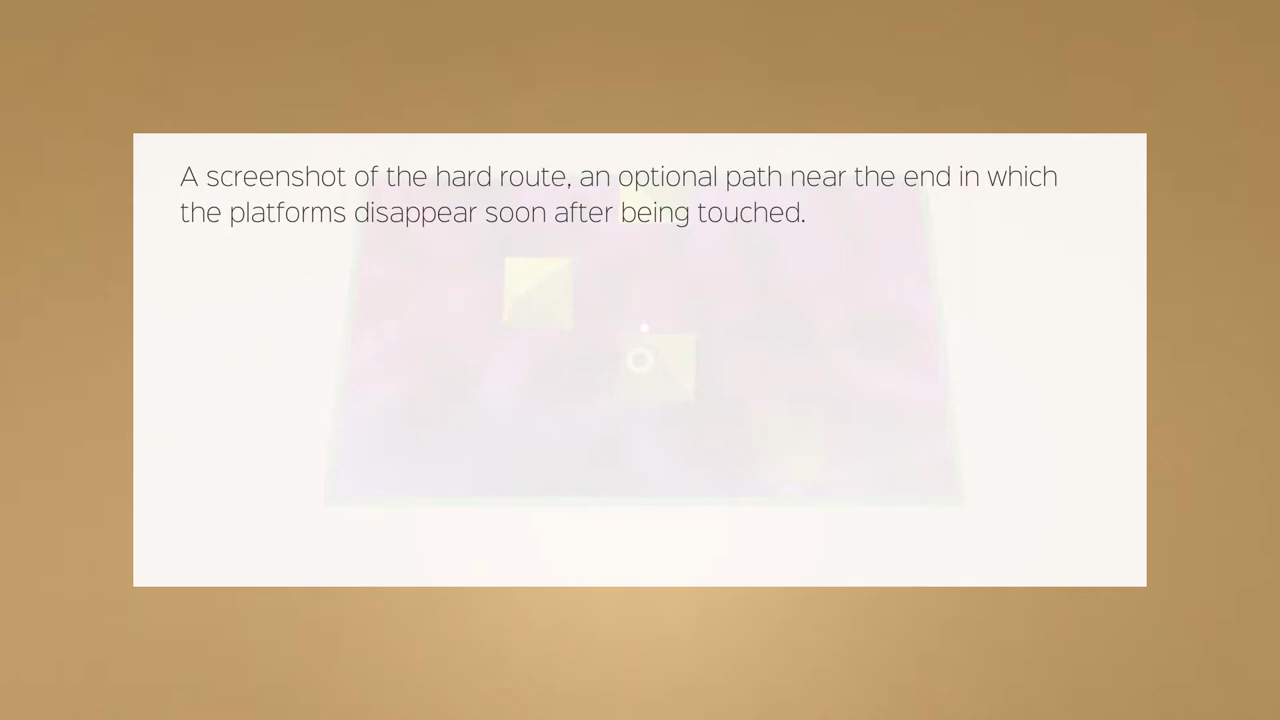 A screenshot of the hard route, an optional path near the end in which
the platforms disappear soon after being touched.